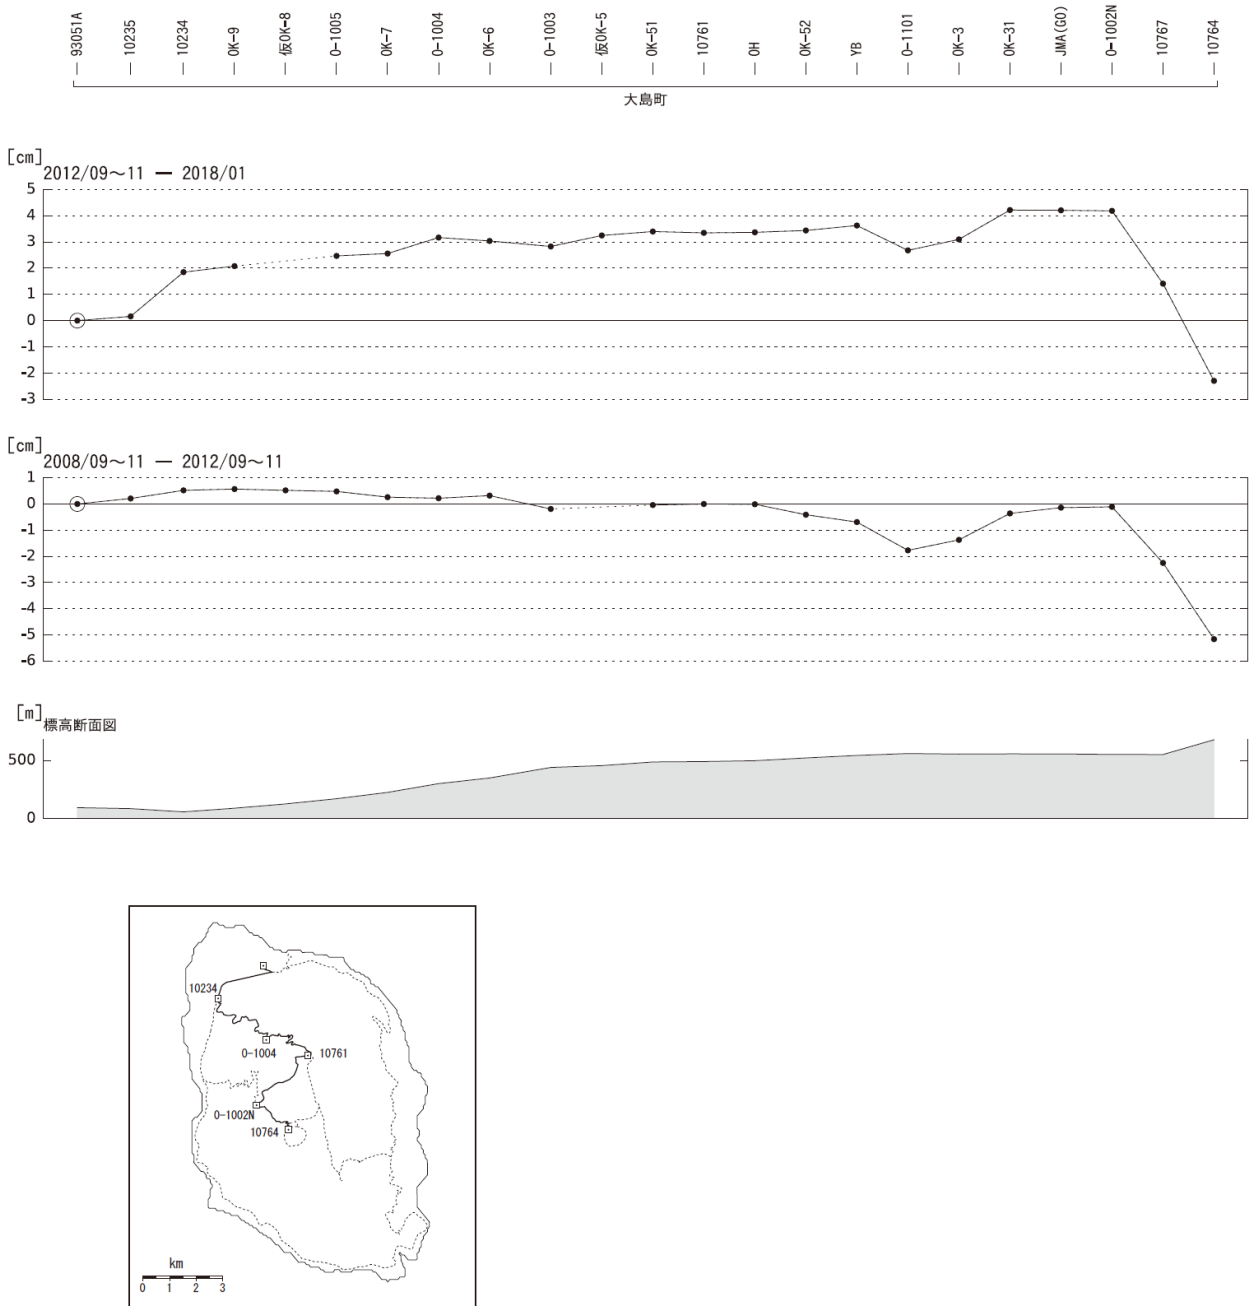 93051A
10235
10234
OK-9
仮OK-8
O-1005
OK-7
O-1004
OK-6
O-1003
仮OK-5
OK-51
10761
OH
OK-52
YB
O-1101
OK-3
OK-31
JMA(GO)
O-1002N
10767
10764
大島町
[cm]
2012/09〜11 ― 2018/01
5
4
3
2
1
0
-1
-2
-3
[cm]
2008/09〜11 ― 2012/09〜11
1
0
-1
-2
-3
-4
-5
-6
[m]
標高断面図
500
0
10234
O-1004
10761
O-1002N
10764
km
0 1 2 3